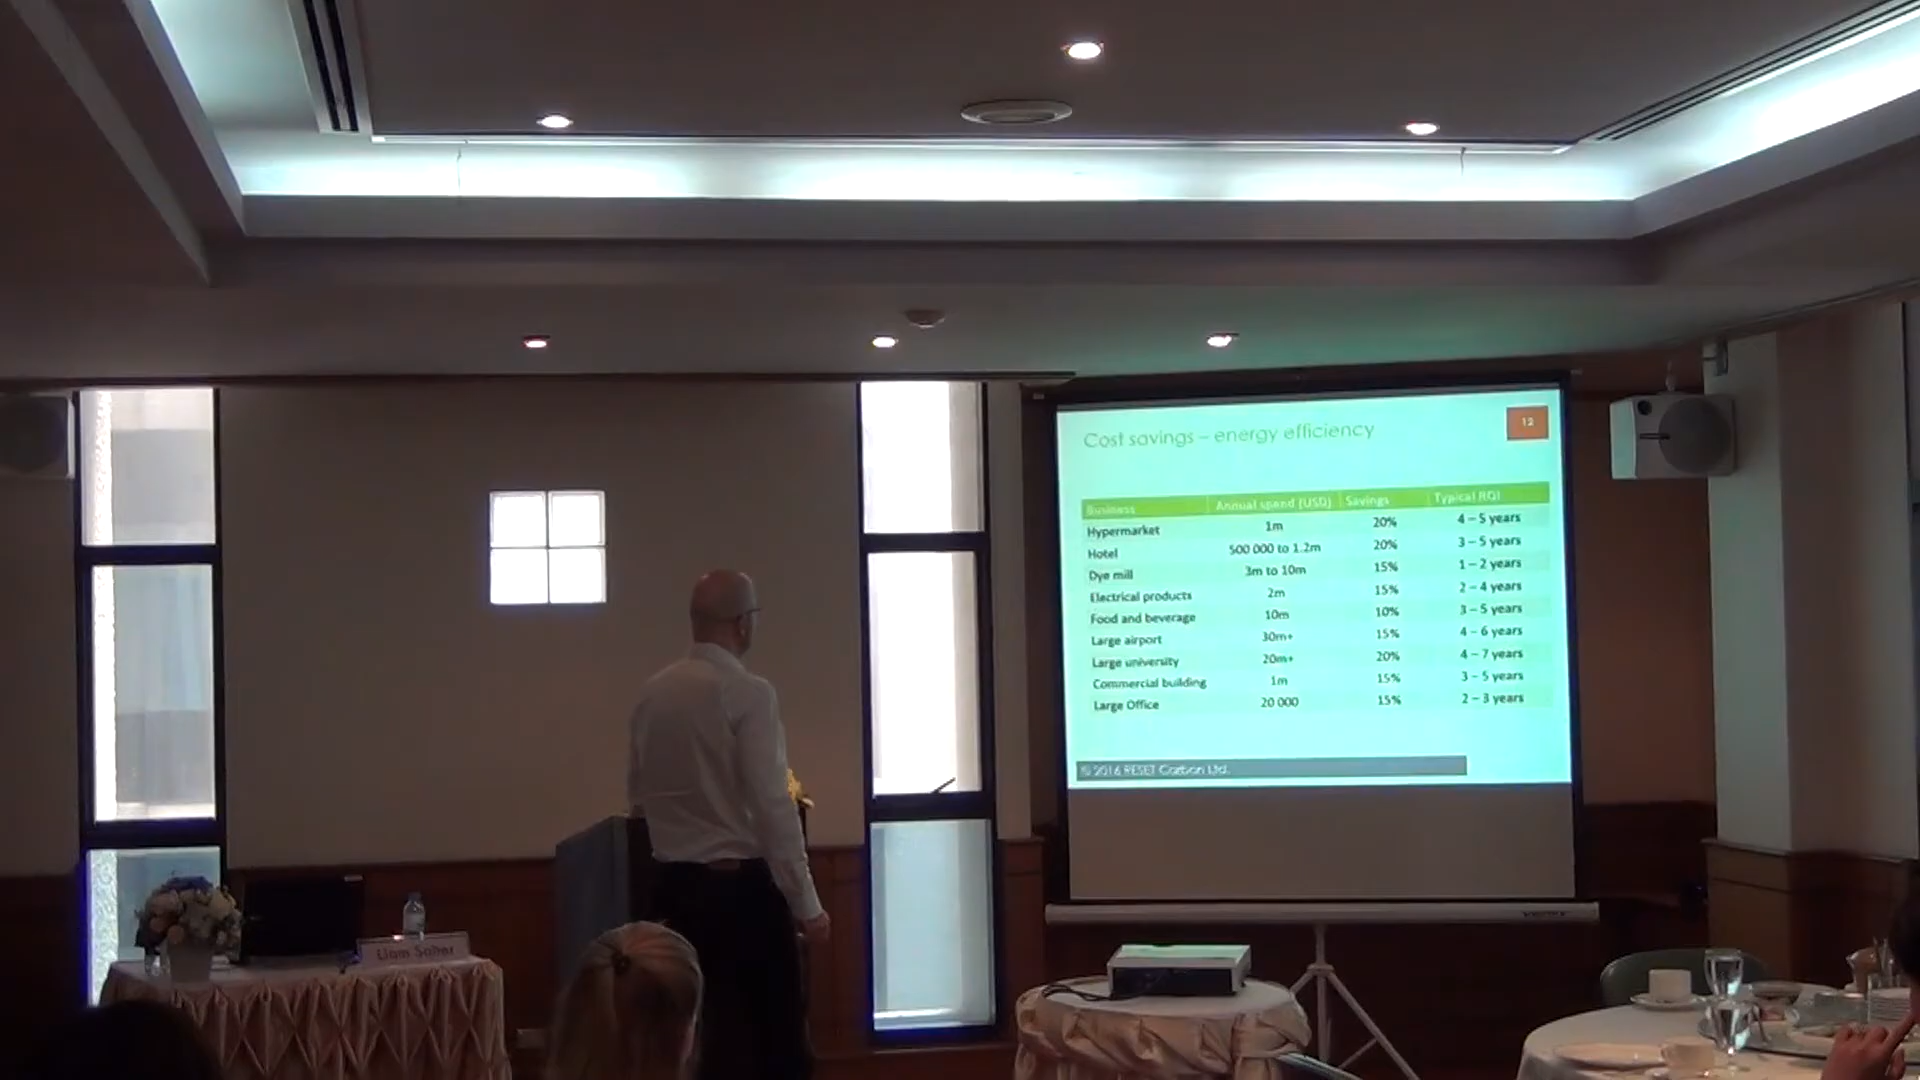 Cost savings – energy efficiency
12
Business Annual spend (USD) Savings Typical ROI
Hypermarket 1m 20% 4 – 5 years
Hotel 500 000 to 1.2m 20% 3 – 5 years
Dye mill 3m to 10m 15% 1 – 2 years
Electrical products 2m 15% 2 – 4 years
Food and beverage 10m 10% 3 – 5 years
Large airport 30m+ 15% 4 – 6 years
Large university 20m+ 20% 4 – 7 years
Commercial building 1m 15% 3 – 5 years
Large Office 20 000 15% 2 – 3 years
© 2016 RESET Carbon Ltd.
Liam